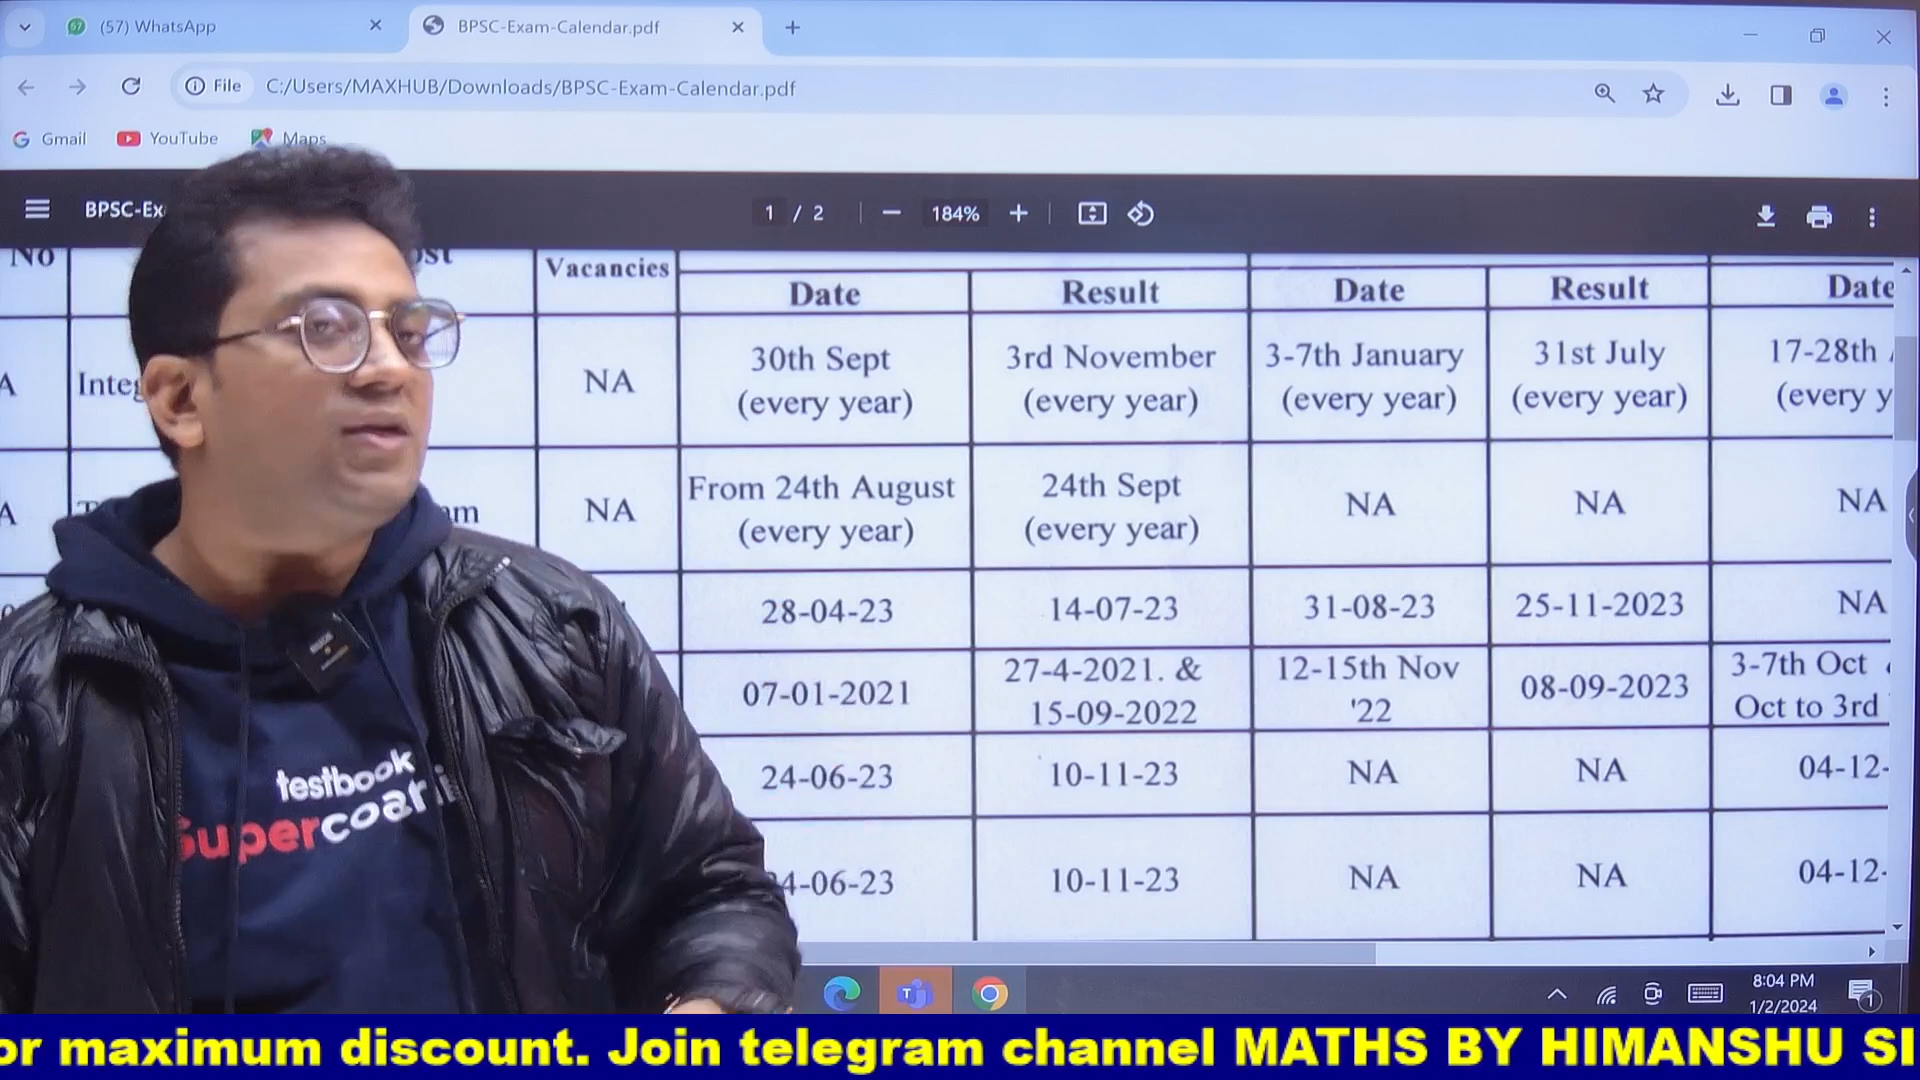 (57) WhatsApp
BPSC-Exam-Calendar.pdf
File
C:/Users/MAXHUB/Downloads/BPSC-Exam-Calendar.pdf
Gmail
YouTube
Maps
BPSC-Ex
1 / 2
184%
No
Vacancies
Date
Result
Date
Result
Date
NA
30th Sept
(every year)
3rd November
(every year)
3-7th January
(every year)
31st July
(every year)
17-28th
(every y
NA
From 24th August
(every year)
24th Sept
(every year)
NA
NA
NA
28-04-23
14-07-23
31-08-23
25-11-2023
NA
07-01-2021
27-4-2021. &
15-09-2022
12-15th Nov
'22
08-09-2023
3-7th Oct
Oct to 3rd
24-06-23
10-11-23
NA
NA
04-12-
4-06-23
10-11-23
NA
NA
04-12-
testbook
Supercoachi
8:04 PM
1/2/2024
or maximum discount. Join telegram channel MATHS BY HIMANSHU SI